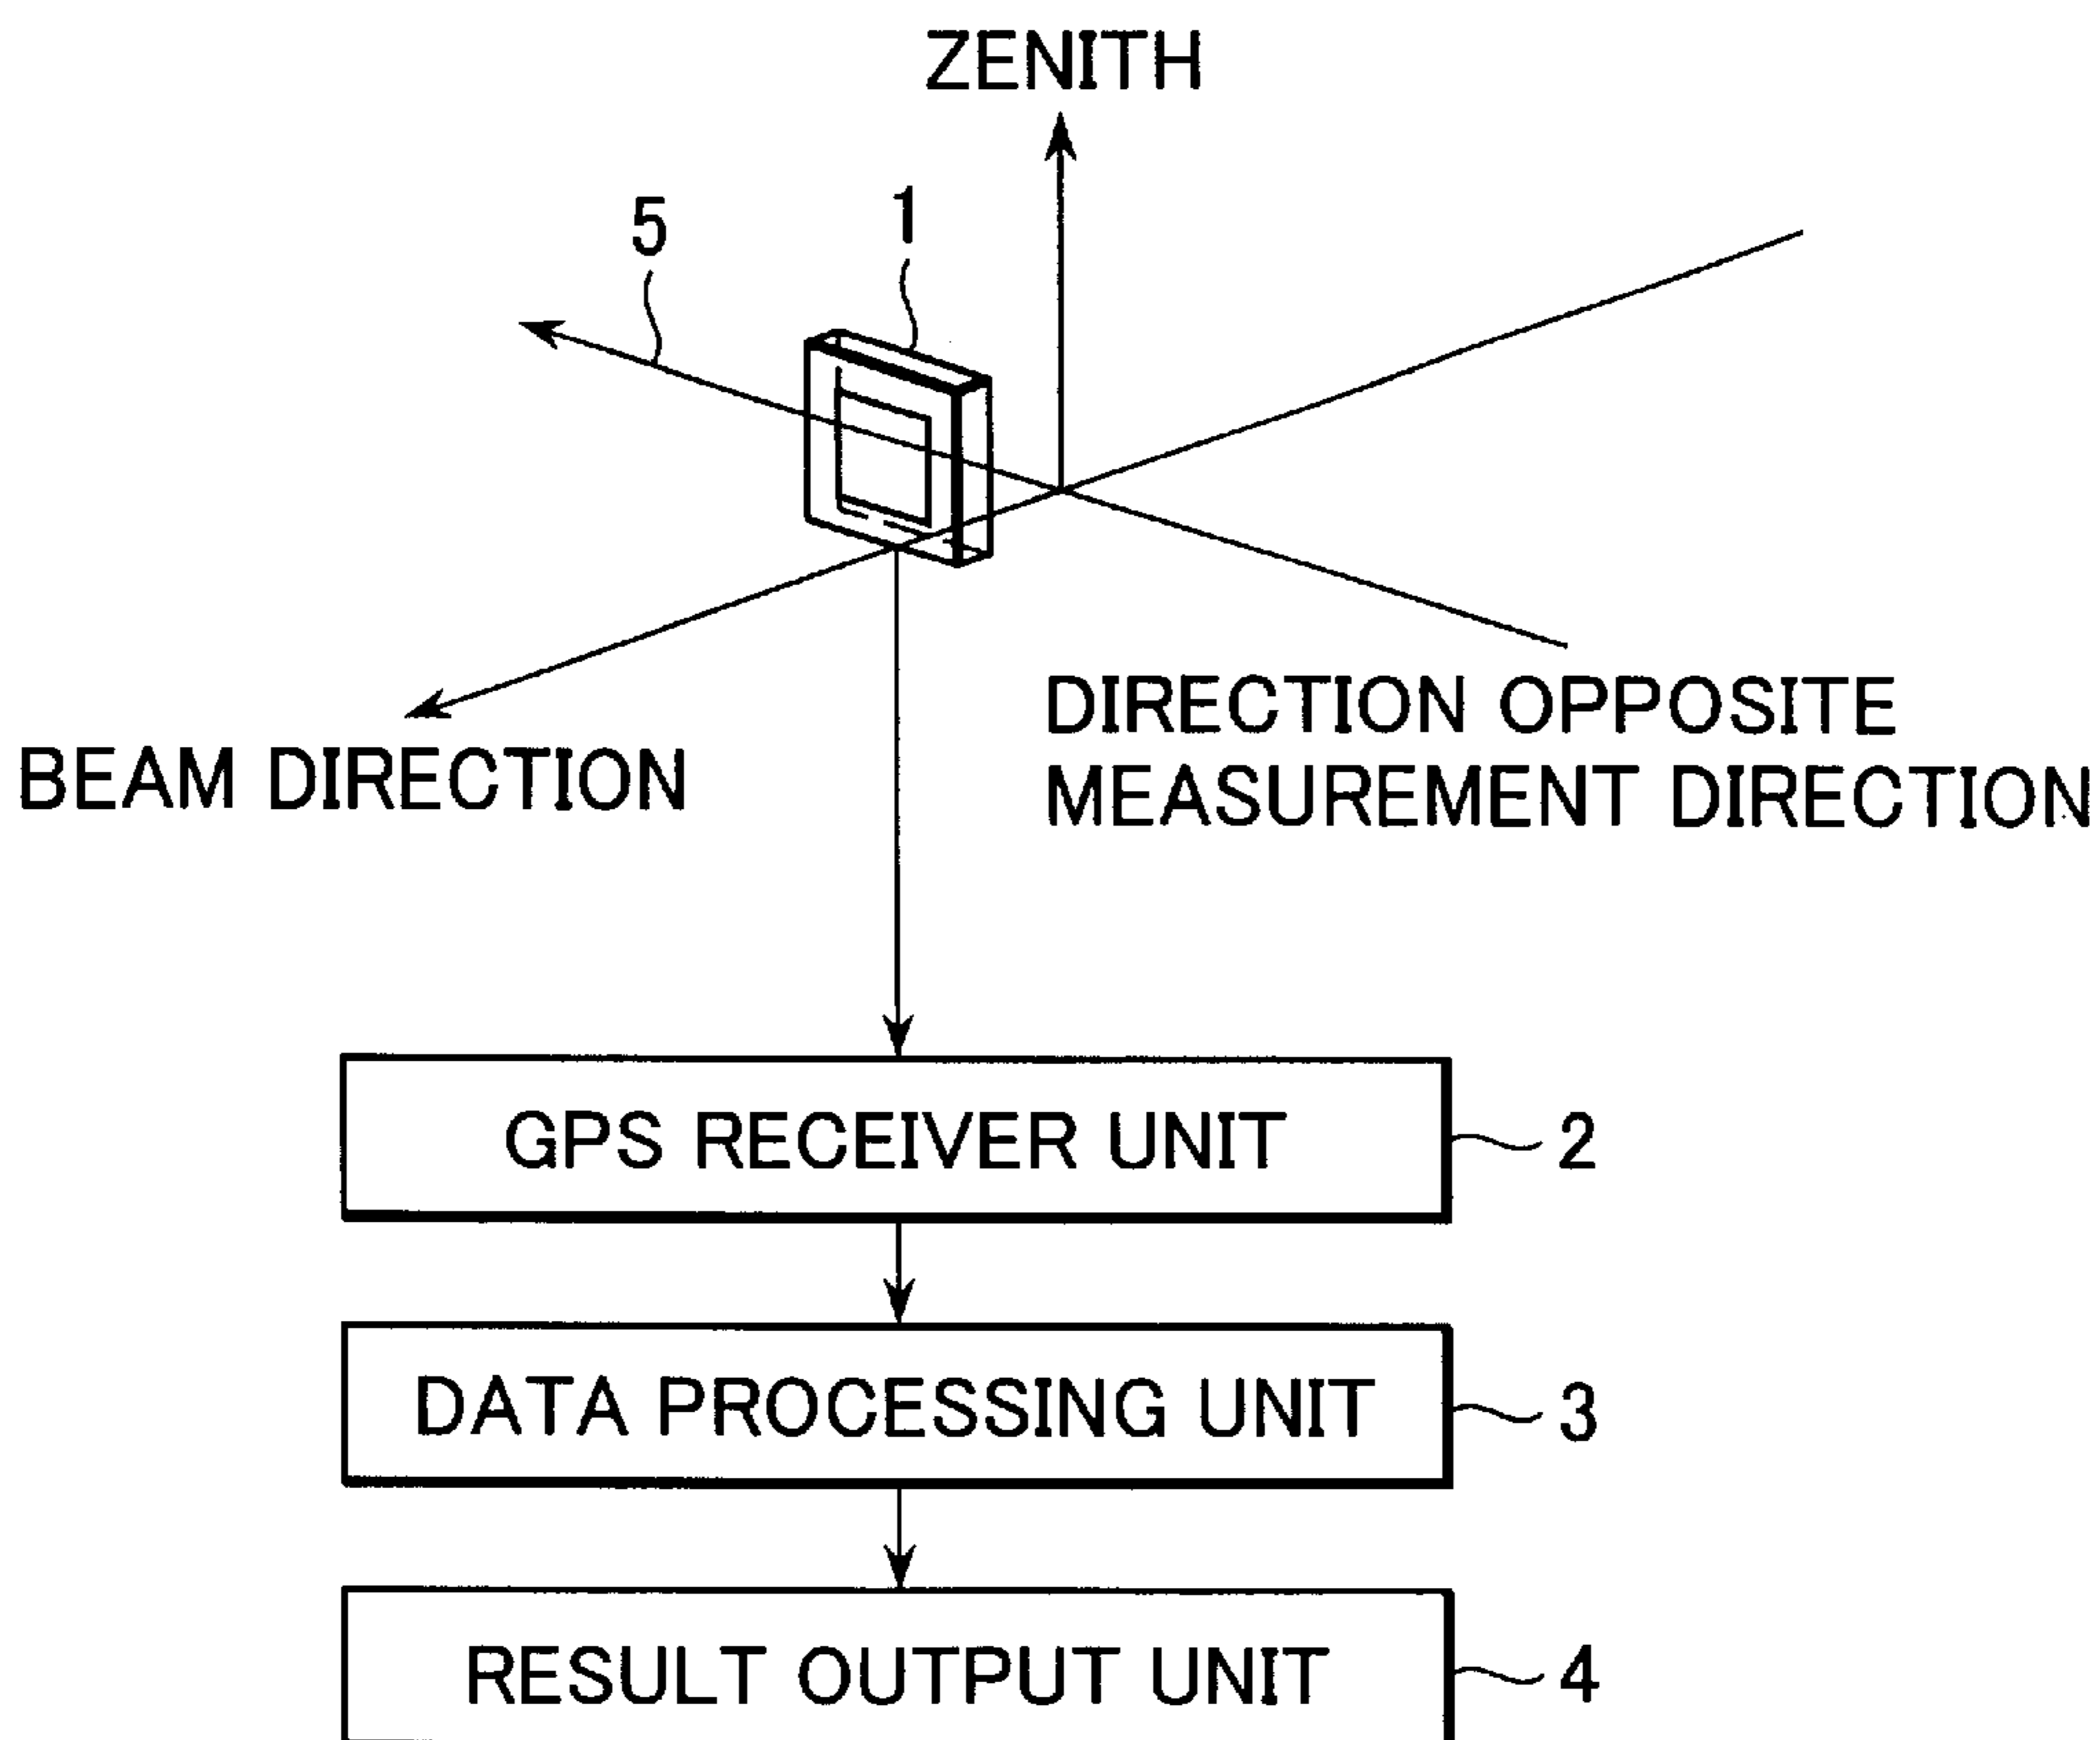 ZENITH
5
1
BEAM DIRECTION
DIRECTION OPPOSITE
MEASUREMENT DIRECTION
GPS RECEIVER UNIT
2
DATA PROCESSING UNIT
3
RESULT OUTPUT UNIT
4